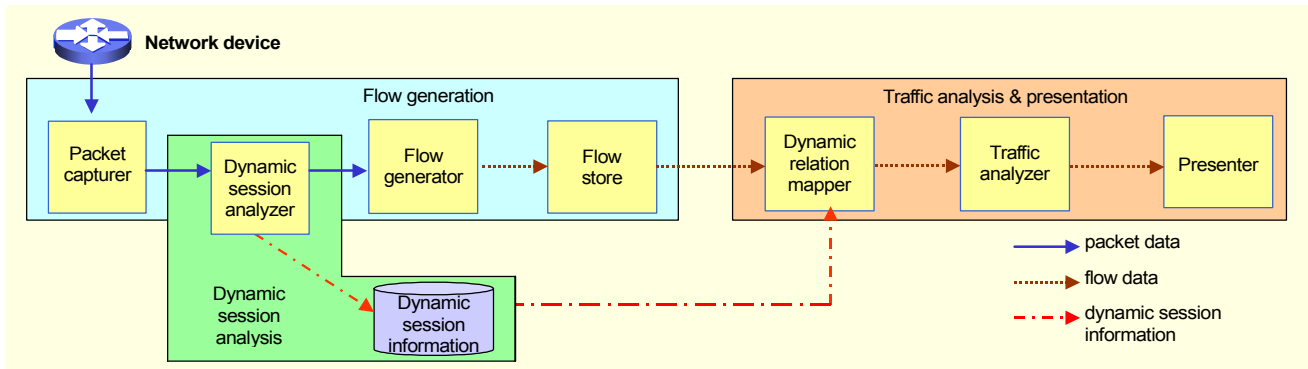 Network device
Flow generation
Traffic analysis & presentation
Packet
capturer
Dynamic
session
analyzer
Flow
generator
Flow
store
Dynamic
relation
mapper
Traffic
analyzer
Presenter
packet data
flow data
dynamic session
information
Dynamic
session
analysis
Dynamic
session
information